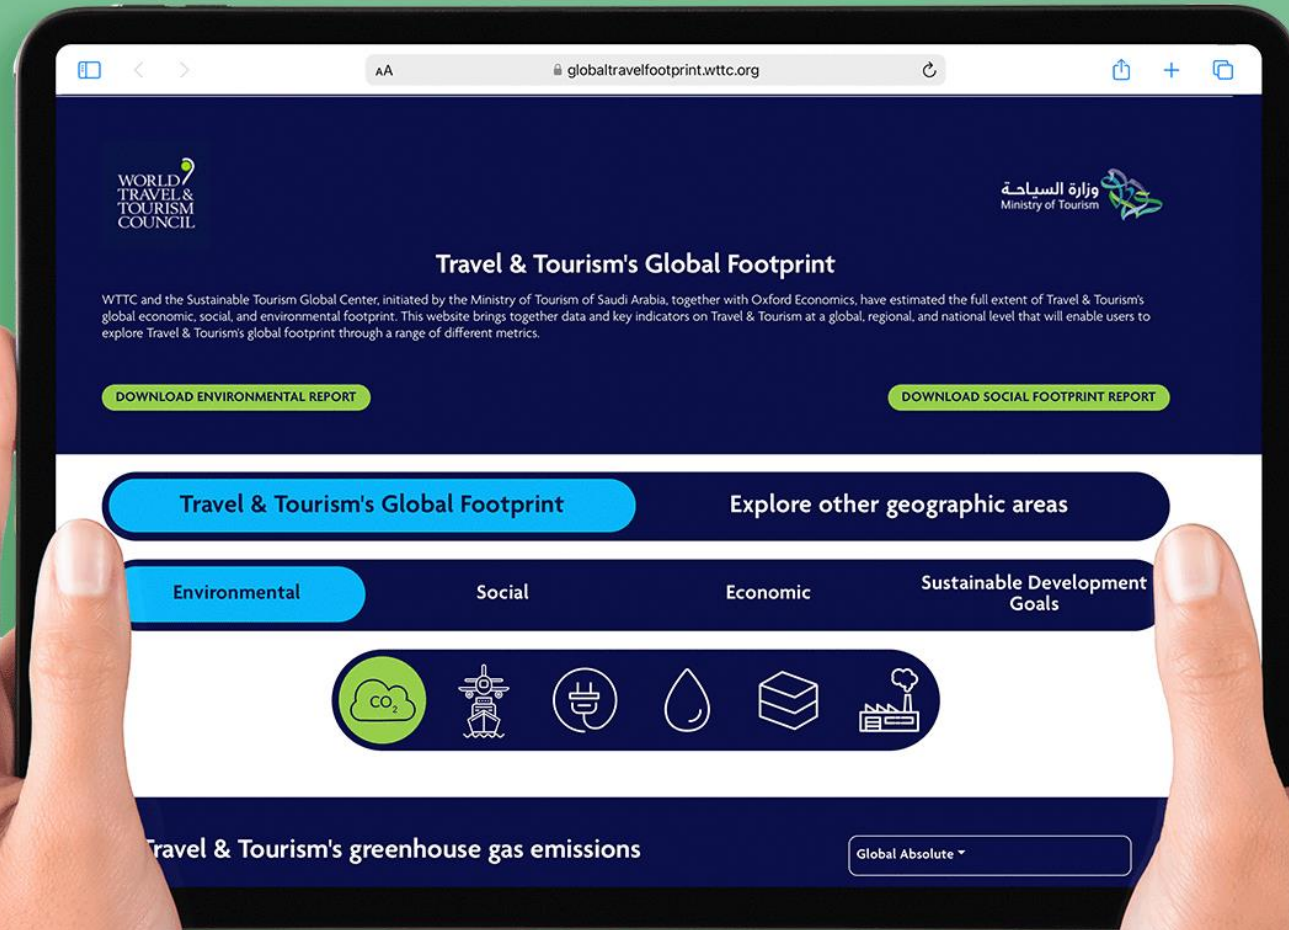 AA
globaltravelfootprint.wttc.org
WORLD
TRAVEL &
TOURISM
COUNCIL
وزارة السياحة
Ministry of Tourism
Travel & Tourism's Global Footprint
WTTC and the Sustainable Tourism Global Center, initiated by the Ministry of Tourism of Saudi Arabia, together with Oxford Economics, have estimated the full extent of Travel & Tourism's
global economic, social, and environmental footprint. This website brings together data and key indicators on Travel & Tourism at a global, regional, and national level that will enable users to
explore Travel & Tourism's global footprint through a range of different metrics.
DOWNLOAD ENVIRONMENTAL REPORT
DOWNLOAD SOCIAL FOOTPRINT REPORT
Travel & Tourism's Global Footprint
Explore other geographic areas
Environmental
Social
Economic
Sustainable Development
Goals
CO₂
Travel & Tourism's greenhouse gas emissions
Global Absolute